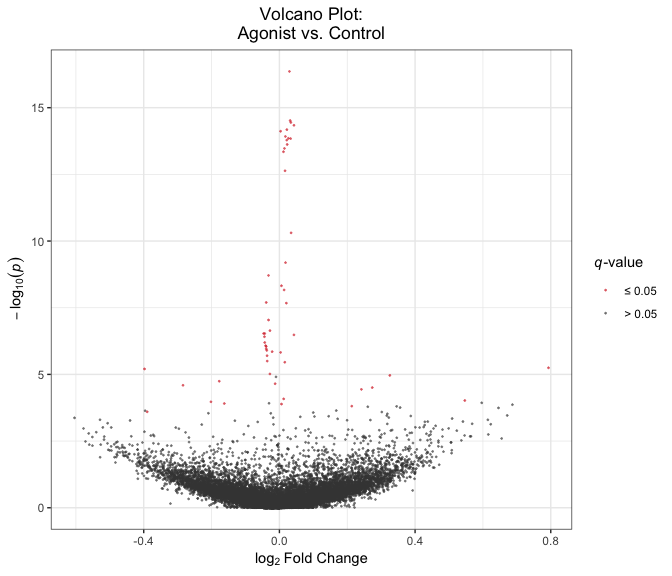 Volcano Plot:
Agonist vs. Control
− log₁₀(p)
15
10
5
0
-0.4
0.0
0.4
0.8
log₂ Fold Change
q-value
≤ 0.05
> 0.05